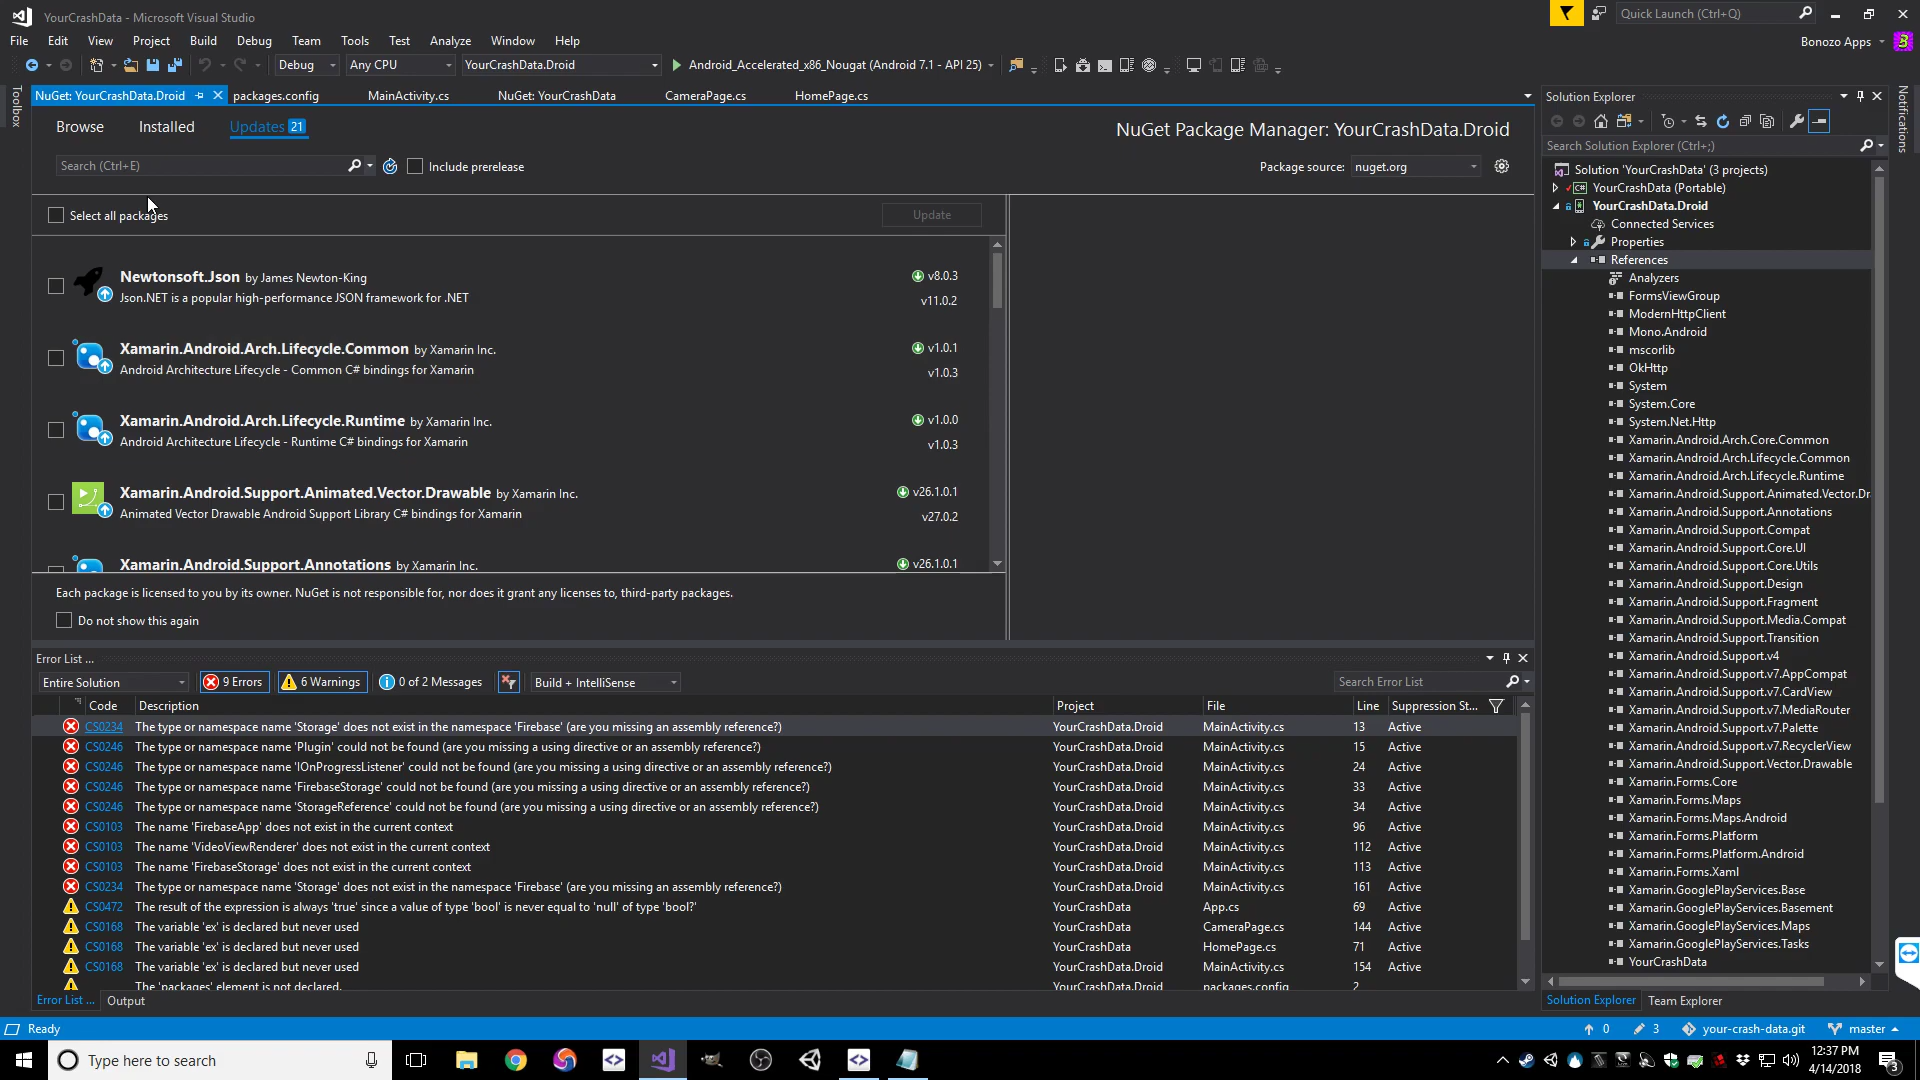 YourCrashData - Microsoft Visual Studio
Quick Launch (Ctrl+Q)
File Edit View Project Build Debug Team Tools Test Analyze Window Help
Bonozo Apps
Debug Any CPU YourCrashData.Droid Android_Accelerated_x86_Nougat (Android 7.1 - API 25)
Toolbox
NuGet: YourCrashData.Droid packages.config MainActivity.cs NuGet: YourCrashData CameraPage.cs HomePage.cs
Browse Installed Updates 21
NuGet Package Manager: YourCrashData.Droid
Search (Ctrl+E)
Include prerelease
Package source: nuget.org
Select all packages
Update
Newtonsoft.Json by James Newton-King
v8.0.3
Json.NET is a popular high-performance JSON framework for .NET
v11.0.2
Xamarin.Android.Arch.Lifecycle.Common by Xamarin Inc.
v1.0.1
Android Architecture Lifecycle - Common C# bindings for Xamarin
v1.0.3
Xamarin.Android.Arch.Lifecycle.Runtime by Xamarin Inc.
v1.0.0
Android Architecture Lifecycle - Runtime C# bindings for Xamarin
v1.0.3
Xamarin.Android.Support.Animated.Vector.Drawable by Xamarin Inc.
v26.1.0.1
Animated Vector Drawable Android Support Library C# bindings for Xamarin
v27.0.2
Xamarin.Android.Support.Annotations by Xamarin Inc.
v26.1.0.1
Each package is licensed to you by its owner. NuGet is not responsible for, nor does it grant any licenses to, third-party packages.
Do not show this again
Error List ...
Entire Solution 9 Errors 6 Warnings 0 of 2 Messages Build + IntelliSense Search Error List
Code Description Project File Line Suppression St...
CS0234 The type or namespace name 'Storage' does not exist in the namespace 'Firebase' (are you missing an assembly reference?) YourCrashData.Droid MainActivity.cs 13 Active
CS0246 The type or namespace name 'Plugin' could not be found (are you missing a using directive or an assembly reference?) YourCrashData.Droid MainActivity.cs 15 Active
CS0246 The type or namespace name 'IOnProgressListener' could not be found (are you missing a using directive or an assembly reference?) YourCrashData.Droid MainActivity.cs 24 Active
CS0246 The type or namespace name 'FirebaseStorage' could not be found (are you missing a using directive or an assembly reference?) YourCrashData.Droid MainActivity.cs 33 Active
CS0246 The type or namespace name 'StorageReference' could not be found (are you missing a using directive or an assembly reference?) YourCrashData.Droid MainActivity.cs 34 Active
CS0103 The name 'FirebaseApp' does not exist in the current context YourCrashData.Droid MainActivity.cs 96 Active
CS0103 The name 'VideoViewRenderer' does not exist in the current context YourCrashData.Droid MainActivity.cs 112 Active
CS0103 The name 'FirebaseStorage' does not exist in the current context YourCrashData.Droid MainActivity.cs 113 Active
CS0234 The type or namespace name 'Storage' does not exist in the namespace 'Firebase' (are you missing an assembly reference?) YourCrashData.Droid MainActivity.cs 161 Active
CS0472 The result of the expression is always 'true' since a value of type 'bool' is never equal to 'null' of type 'bool?' YourCrashData App.cs 69 Active
CS0168 The variable 'ex' is declared but never used YourCrashData CameraPage.cs 144 Active
CS0168 The variable 'ex' is declared but never used YourCrashData HomePage.cs 71 Active
CS0168 The variable 'ex' is declared but never used YourCrashData.Droid MainActivity.cs 154 Active
The 'packages' element is not declared. YourCrashData.Droid packages.config 2
Error List ... Output
Solution Explorer
Search Solution Explorer (Ctrl+;)
Solution 'YourCrashData' (3 projects)
YourCrashData (Portable)
YourCrashData.Droid
Connected Services
Properties
References
Analyzers
FormsViewGroup
ModernHttpClient
Mono.Android
mscorlib
OkHttp
System
System.Core
System.Net.Http
Xamarin.Android.Arch.Core.Common
Xamarin.Android.Arch.Lifecycle.Common
Xamarin.Android.Arch.Lifecycle.Runtime
Xamarin.Android.Support.Animated.Vector.Dr
Xamarin.Android.Support.Annotations
Xamarin.Android.Support.Compat
Xamarin.Android.Support.Core.UI
Xamarin.Android.Support.Core.Utils
Xamarin.Android.Support.Design
Xamarin.Android.Support.Fragment
Xamarin.Android.Support.Media.Compat
Xamarin.Android.Support.Transition
Xamarin.Android.Support.v4
Xamarin.Android.Support.v7.AppCompat
Xamarin.Android.Support.v7.CardView
Xamarin.Android.Support.v7.MediaRouter
Xamarin.Android.Support.v7.Palette
Xamarin.Android.Support.v7.RecyclerView
Xamarin.Android.Support.Vector.Drawable
Xamarin.Forms.Core
Xamarin.Forms.Maps
Xamarin.Forms.Maps.Android
Xamarin.Forms.Platform
Xamarin.Forms.Platform.Android
Xamarin.Forms.Xaml
Xamarin.GooglePlayServices.Base
Xamarin.GooglePlayServices.Basement
Xamarin.GooglePlayServices.Maps
Xamarin.GooglePlayServices.Tasks
YourCrashData
Solution Explorer Team Explorer
Notifications
Ready
0 3 your-crash-data.git master
Type here to search
12:37 PM
4/14/2018
3